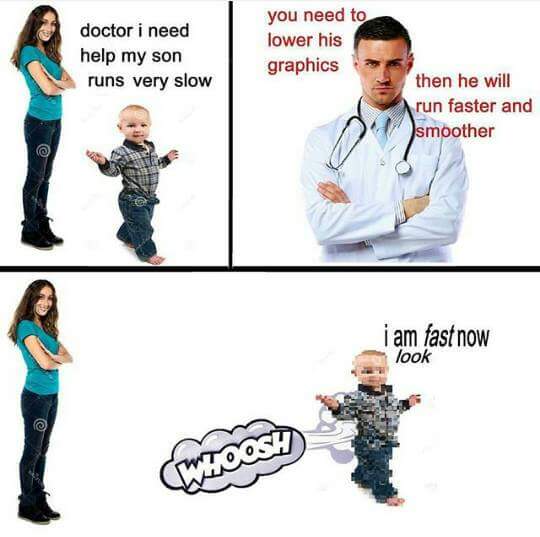 doctor i need
help my son
runs very slow
you need to
lower his
graphics
then he will
run faster and
smoother
i am fast now
look
WHOOSH